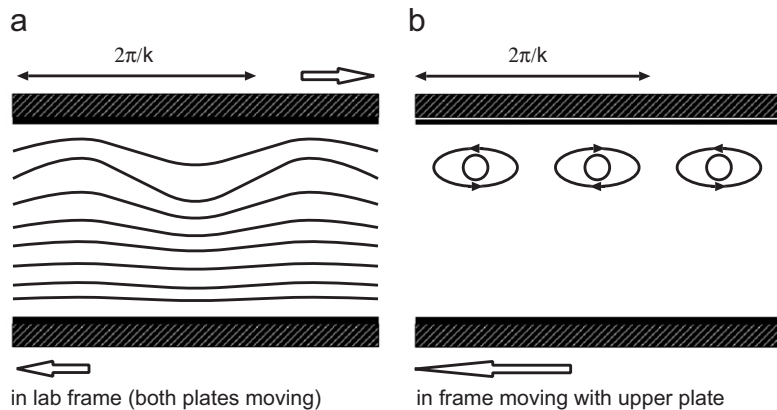 a
b
2π/k
2π/k
in lab frame (both plates moving)
in frame moving with upper plate